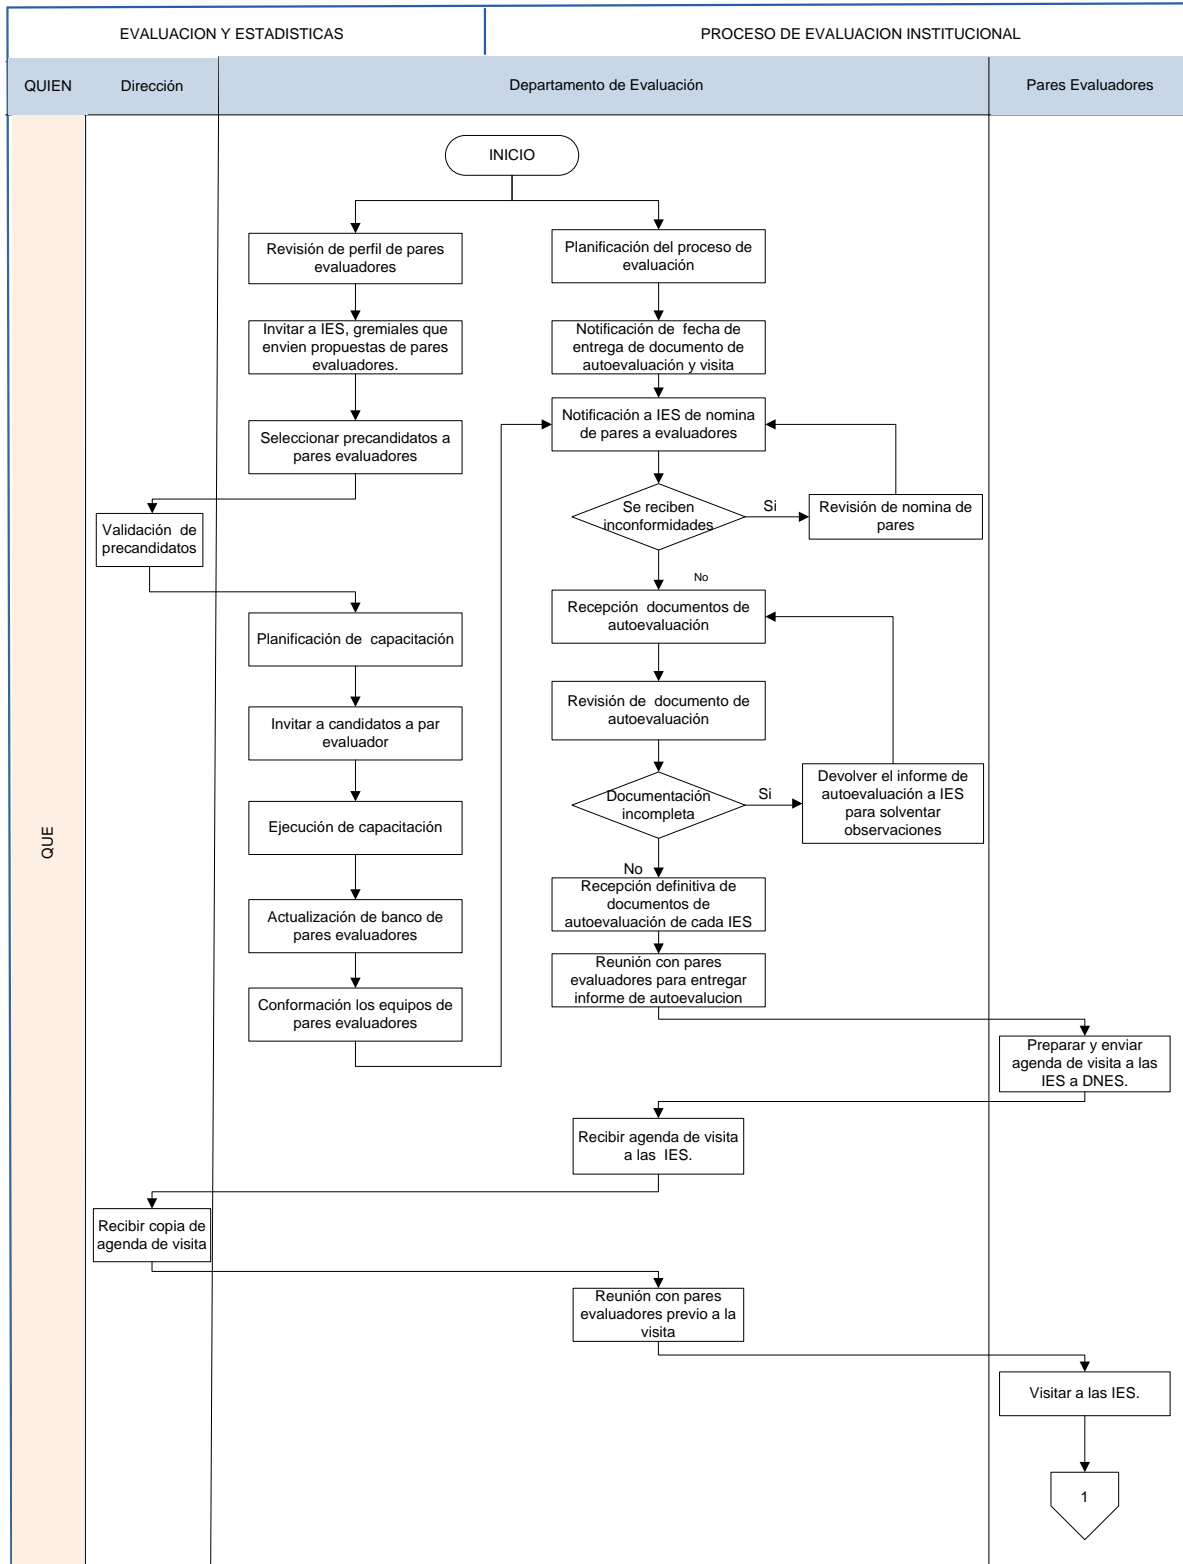 EVALUACION Y ESTADISTICAS
PROCESO DE EVALUACION INSTITUCIONAL
QUIEN
Dirección
Departamento de Evaluación
Pares Evaluadores
QUE
INICIO
Revisión de perfil de pares
evaluadores
Invitar a IES, gremiales que
envien propuestas de pares
evaluadores.
Seleccionar precandidatos a
pares evaluadores
Validación de
precandidatos
Planificación de capacitación
Invitar a candidatos a par
evaluador
Ejecución de capacitación
Actualización de banco de
pares evaluadores
Conformación los equipos de
pares evaluadores
Planificación del proceso de
evaluación
Notificación de fecha de
entrega de documento de
autoevaluación y visita
Notificación a IES de nomina
de pares a evaluadores
Se reciben
inconformidades
Si
Revisión de nomina de
pares
No
Recepción documentos de
autoevaluación
Revisión de documento de
autoevaluación
Documentación
incompleta
Si
Devolver el informe de
autoevaluación a IES
para solventar
observaciones
No
Recepción definitiva de
documentos de
autoevaluación de cada IES
Reunión con pares
evaluadores para entregar
informe de autoevalucion
Preparar y enviar
agenda de visita a las
IES a DNES.
Recibir agenda de visita
a las IES.
Recibir copia de
agenda de visita
Reunión con pares
evaluadores previo a la
visita
Visitar a las IES.
1